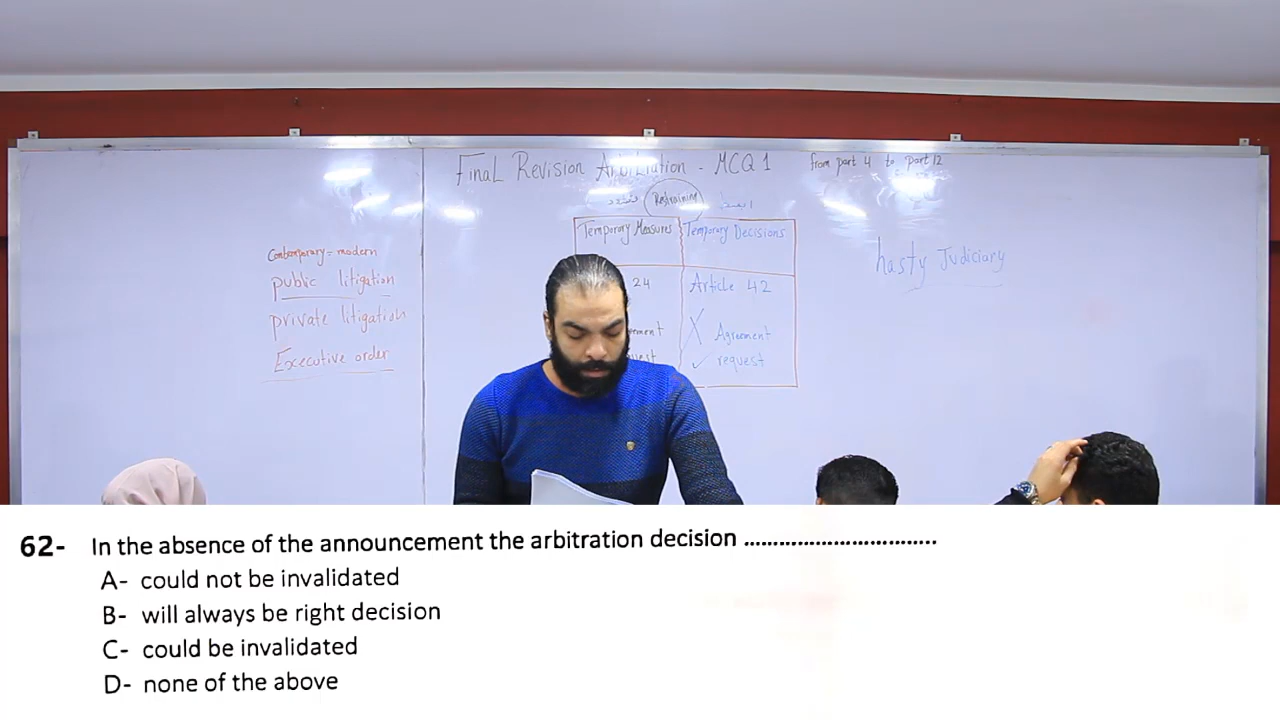 Final Revision Arbitration - MCQ 1 from part 4 to part 12
Restraining
Temporary Measures Temporary Decisions
24 Article 42
X Agreement
✓ request
Contemporary = modern
public litigation
private litigation
Excecutive order
hasty Judiciary
62- In the absence of the announcement the arbitration decision ................................
A- could not be invalidated
B- will always be right decision
C- could be invalidated
D- none of the above